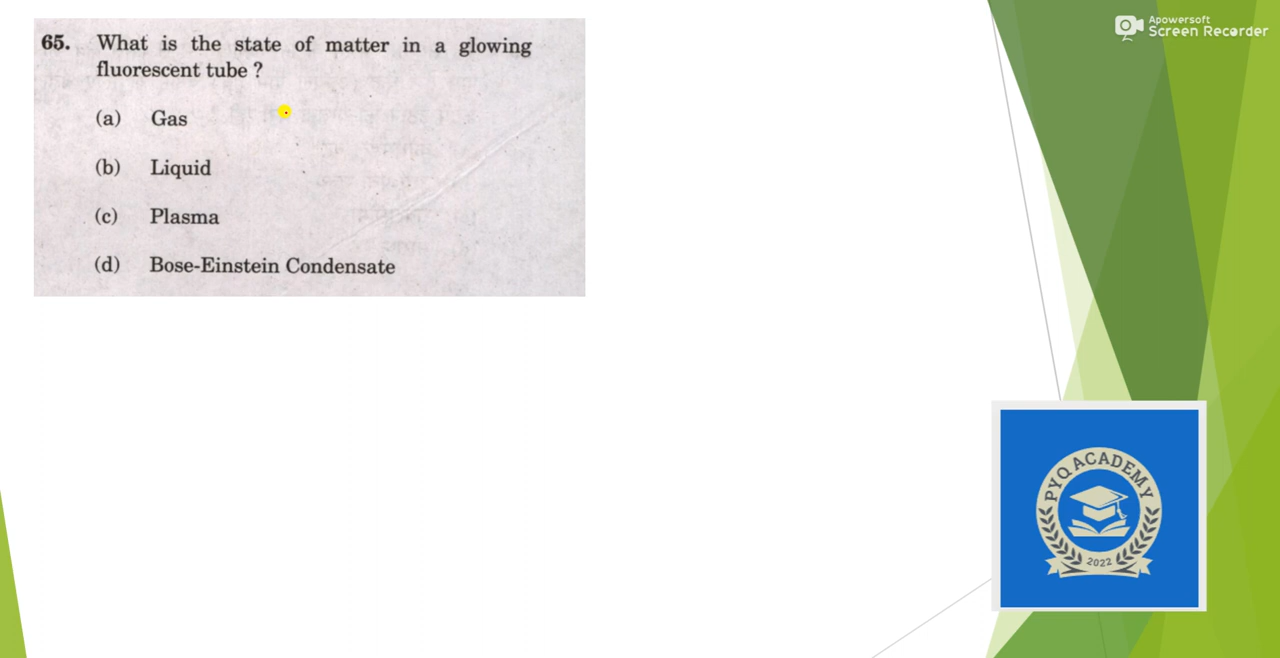 Apowersoft
Screen Recorder
65. What is the state of matter in a glowing
fluorescent tube ?
(a) Gas
(b) Liquid
(c) Plasma
(d) Bose-Einstein Condensate
PYQ ACADEMY
2022